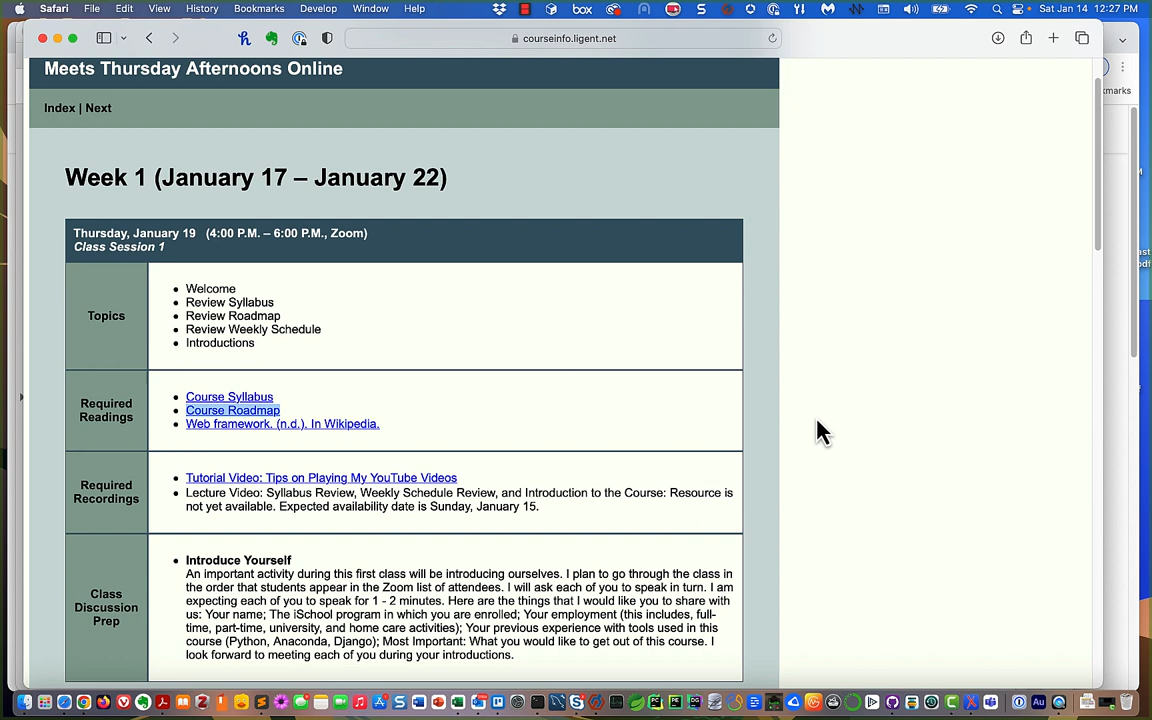 Safari File Edit View History Bookmarks Develop Window Help box Sat Jan 14 12:27 PM
courseinfo.ligent.net
kmarks
Meets Thursday Afternoons Online
Index | Next
Week 1 (January 17 – January 22)
Thursday, January 19 (4:00 P.M. – 6:00 P.M., Zoom)
Class Session 1
Topics
Welcome
Review Syllabus
Review Roadmap
Review Weekly Schedule
Introductions
Required
Readings
Course Syllabus
Course Roadmap
Web framework. (n.d.). In Wikipedia.
Required
Recordings
Tutorial Video: Tips on Playing My YouTube Videos
Lecture Video: Syllabus Review, Weekly Schedule Review, and Introduction to the Course: Resource is
not yet available. Expected availability date is Sunday, January 15.
Class
Discussion
Prep
Introduce Yourself
An important activity during this first class will be introducing ourselves. I plan to go through the class in
the order that students appear in the Zoom list of attendees. I will ask each of you to speak in turn. I am
expecting each of you to speak for 1 - 2 minutes. Here are the things that I would like you to share with
us: Your name; The iSchool program in which you are enrolled; Your employment (this includes, full-
time, part-time, university, and home care activities); Your previous experience with tools used in this
course (Python, Anaconda, Django); Most Important: What you would like to get out of this course. I
look forward to meeting each of you during your introductions.